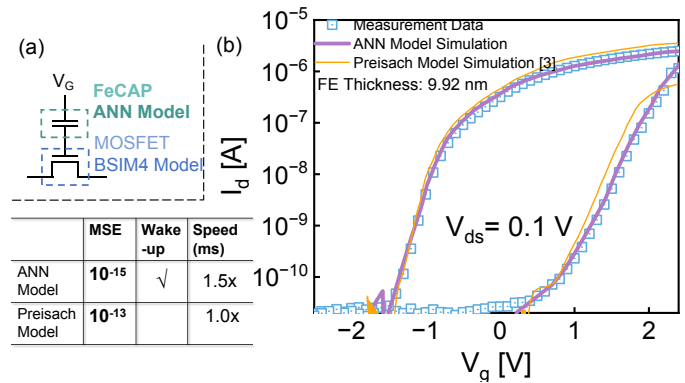 (a)
V_G
FeCAP
ANN Model
MOSFET
BSIM4 Model
MSE Wake-up Speed (ms)
ANN Model 10^-15 √ 1.5x
Preisach Model 10^-13 1.0x
(b)
Measurement Data
ANN Model Simulation
Preisach Model Simulation [3]
FE Thickness: 9.92 nm
V_ds = 0.1 V
I_d [A]
10^-5
10^-6
10^-7
10^-8
10^-9
10^-10
−2 −1 0 1 2
V_g [V]